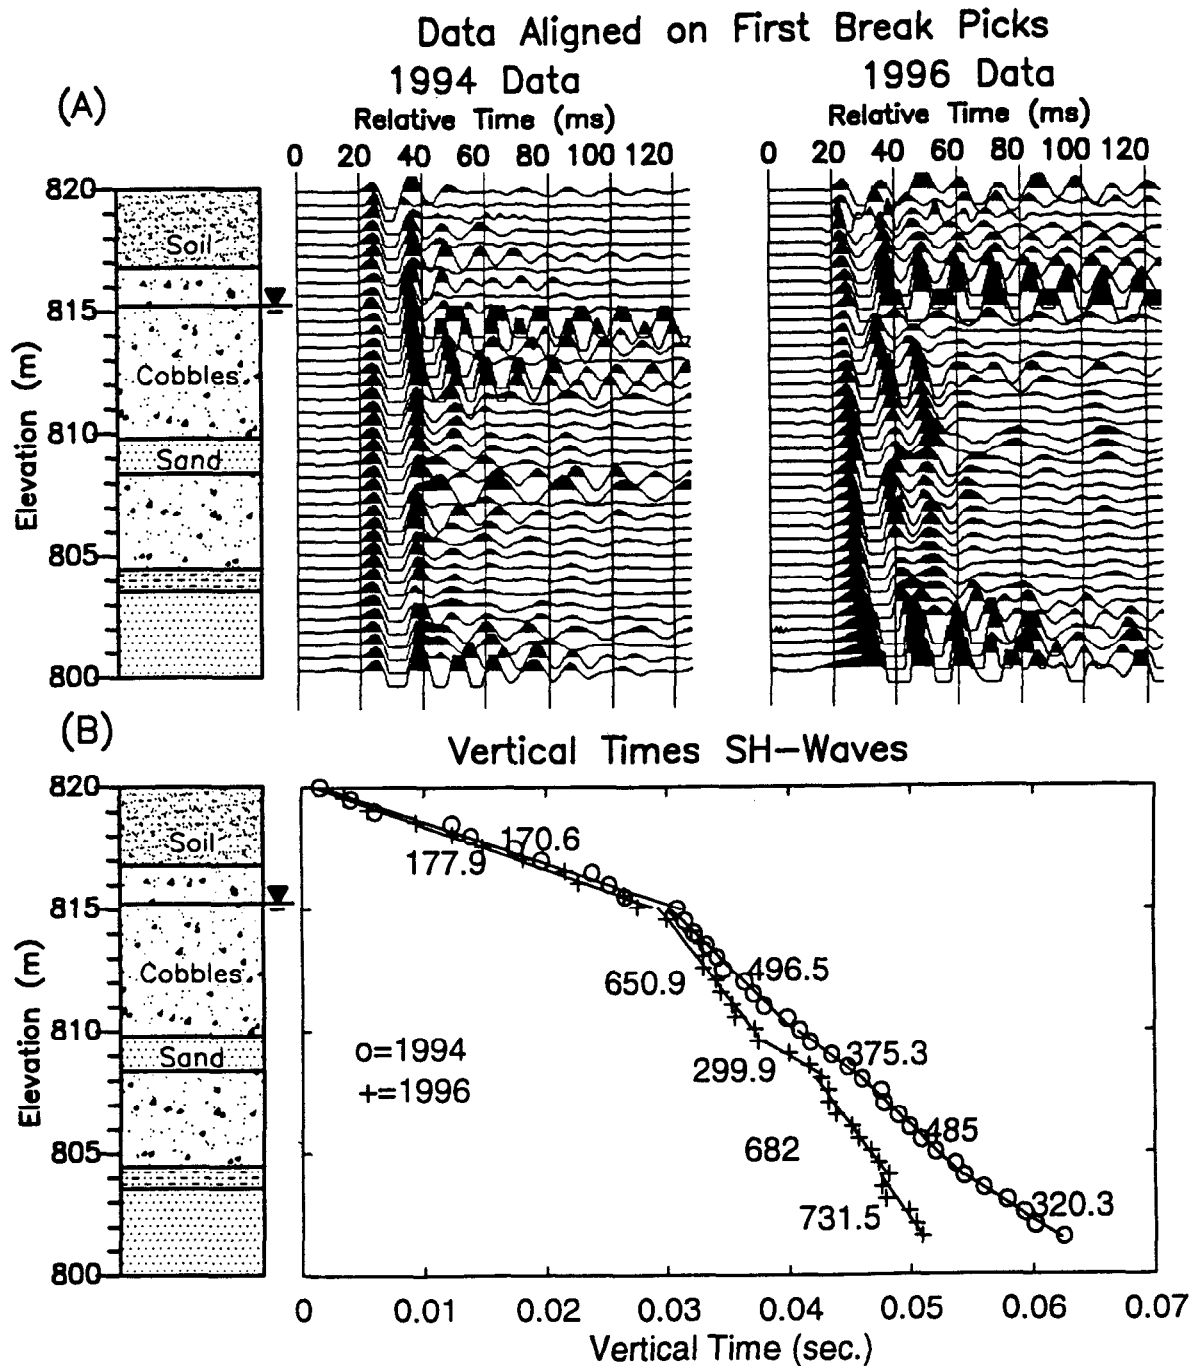 Data Aligned on First Break Picks
1994 Data
1996 Data
(A)
Relative Time (ms)
Relative Time (ms)
0 20 40 60 80 100 120
0 20 40 60 80 100 120
820
815
810
805
800
Elevation (m)
Soil
Cobbles
Sand
(B)
Vertical Times SH-Waves
820
815
810
805
800
Elevation (m)
Soil
Cobbles
Sand
170.6
177.9
496.5
650.9
375.3
299.9
485
682
320.3
731.5
o=1994
+=1996
0 0.01 0.02 0.03 0.04 0.05 0.06 0.07
Vertical Time (sec.)